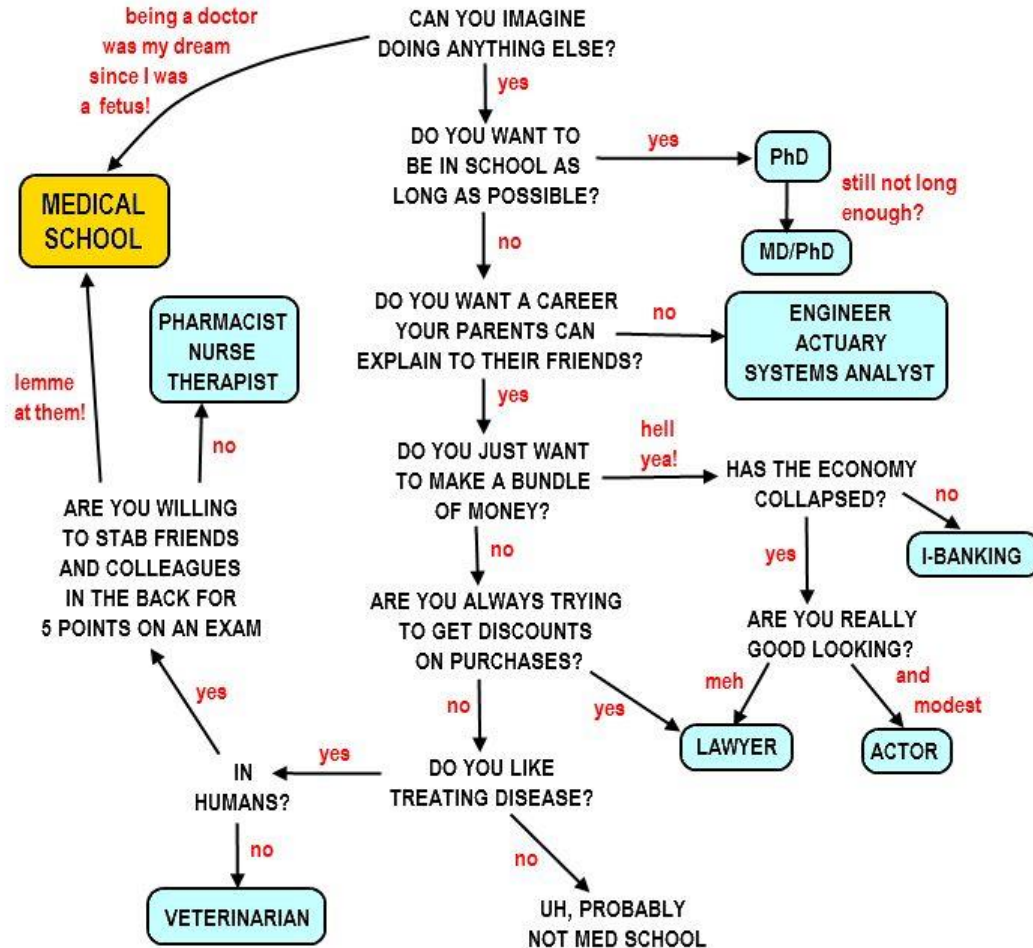 being a doctor
was my dream
since I was
a fetus!
CAN YOU IMAGINE
DOING ANYTHING ELSE?
yes
DO YOU WANT TO
BE IN SCHOOL AS
LONG AS POSSIBLE?
yes
PhD
still not long
enough?
MD/PhD
MEDICAL
SCHOOL
no
DO YOU WANT A CAREER
YOUR PARENTS CAN
EXPLAIN TO THEIR FRIENDS?
no
ENGINEER
ACTUARY
SYSTEMS ANALYST
PHARMACIST
NURSE
THERAPIST
lemme
at them!
no
yes
DO YOU JUST WANT
TO MAKE A BUNDLE
OF MONEY?
hell
yea!
HAS THE ECONOMY
COLLAPSED?
no
I-BANKING
yes
ARE YOU REALLY
GOOD LOOKING?
meh
and
modest
LAWYER
ACTOR
no
ARE YOU ALWAYS TRYING
TO GET DISCOUNTS
ON PURCHASES?
yes
no
DO YOU LIKE
TREATING DISEASE?
yes
IN
HUMANS?
yes
ARE YOU WILLING
TO STAB FRIENDS
AND COLLEAGUES
IN THE BACK FOR
5 POINTS ON AN EXAM
no
VETERINARIAN
no
UH, PROBABLY
NOT MED SCHOOL